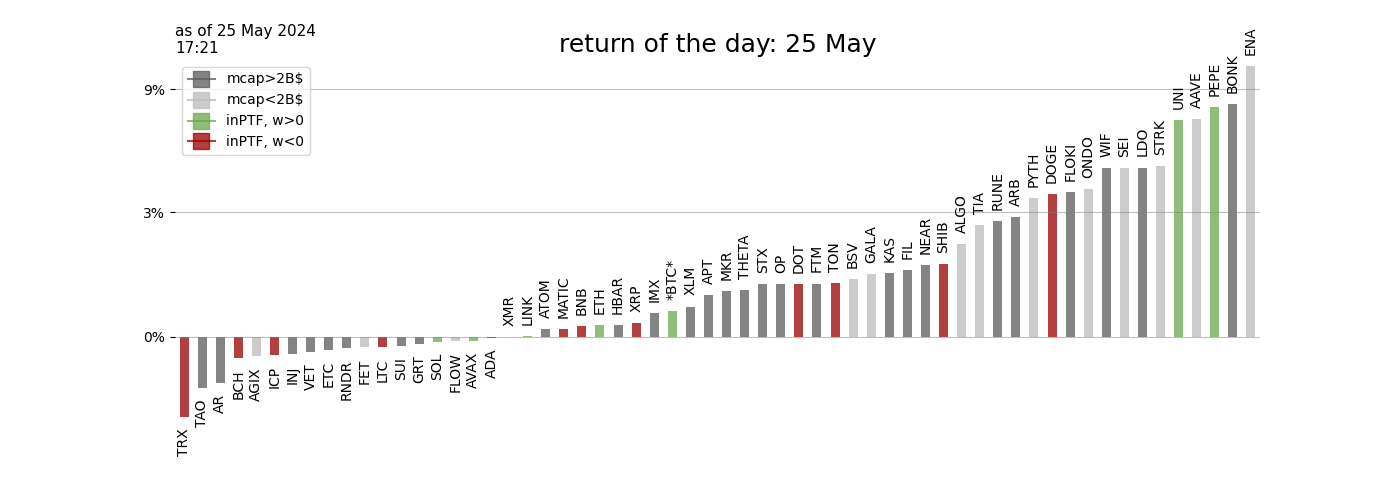 as of 25 May 2024
17:21
return of the day: 25 May
mcap>2B$
mcap<2B$
inPTF, w>0
inPTF, w<0
9%
3%
0%
TRX
TAO
AR
BCH
AGIX
ICP
INJ
VET
ETC
RNDR
FET
LTC
SUI
GRT
SOL
FLOW
AVAX
ADA
XMR
LINK
ATOM
MATIC
BNB
ETH
HBAR
XRP
IMX
*BTC*
XLM
APT
MKR
THETA
STX
OP
DOT
FTM
TON
BSV
GALA
KAS
FIL
NEAR
SHIB
ALGO
TIA
RUNE
ARB
PYTH
DOGE
FLOKI
ONDO
WIF
SEI
LDO
STRK
UNI
AAVE
PEPE
BONK
ENA